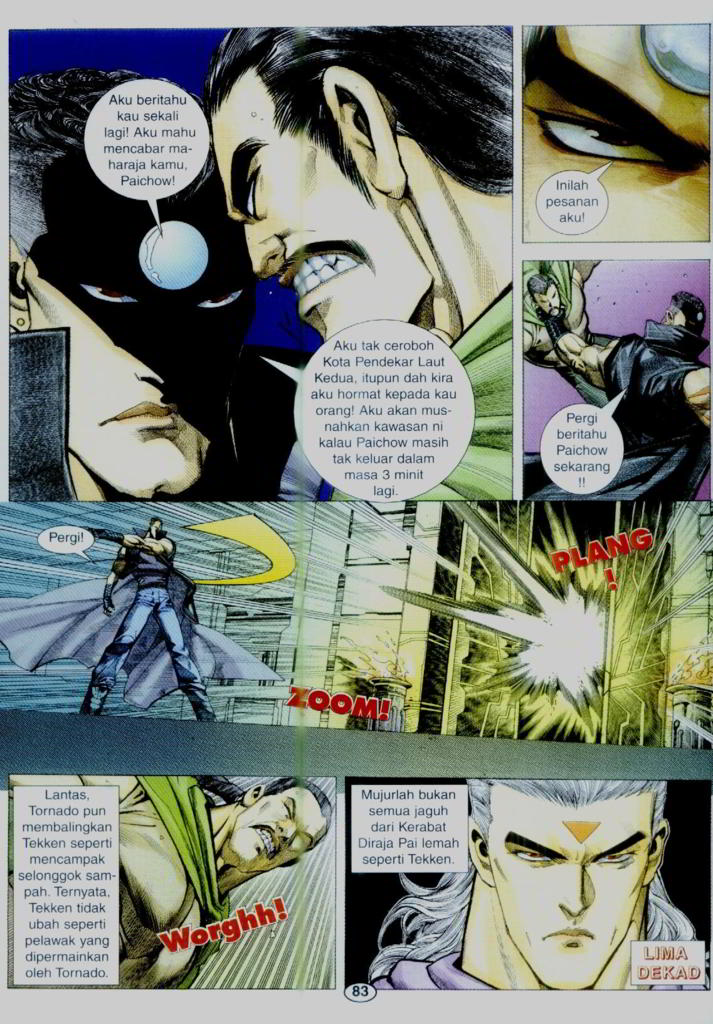 Aku beritahu
kau sekali
lagi! Aku mahu
mencabar ma-
haraja kamu,
Paichow!
Inilah
pesanan
aku!
Aku tak ceroboh
Kota Pendekar Laut
Kedua, itupun dah kira
aku hormat kepada kau
orang! Aku akan mus-
nahkan kawasan ni
kalau Paichow masih
tak keluar dalam
masa 3 minit
lagi.
Pergi
beritahu
Paichow
sekarang
!!
Pergi!
PLANG
!
ZOOM!
Lantas,
Tornado pun
membalingkan
Tekken seperti
mencampak
selonggok sam-
pah. Ternyata,
Tekken tidak
ubah seperti
pelawak yang
dipermainkan
oleh Tornado.
Worghh!
Mujurlah bukan
semua jaguh
dari Kerabat
Diraja Pai lemah
seperti Tekken.
LIMA
DEKAD
83